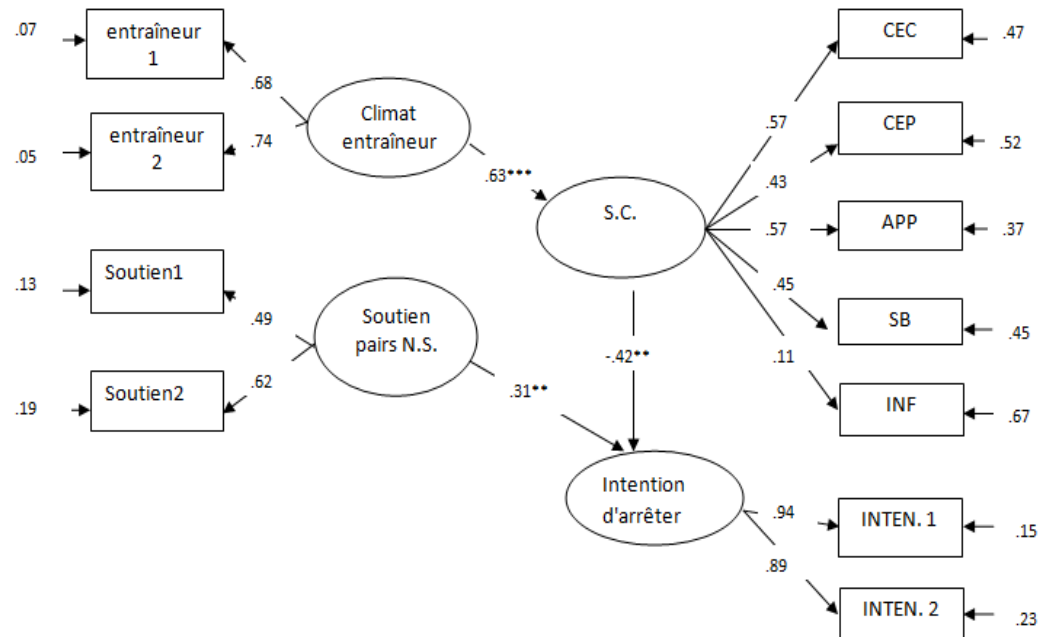 .07
entraîneur
1
.68
.05
entraîneur
2
.74
Climat
entraîneur
.63***
.13
Soutien1
.49
.19
Soutien2
.62
Soutien
pairs N.S.
.31**
S.C.
-.42**
Intention
d'arrêter
.57
CEC
.47
.43
CEP
.52
.57
APP
.37
.45
SB
.45
.11
INF
.67
.94
INTEN. 1
.15
.89
INTEN. 2
.23